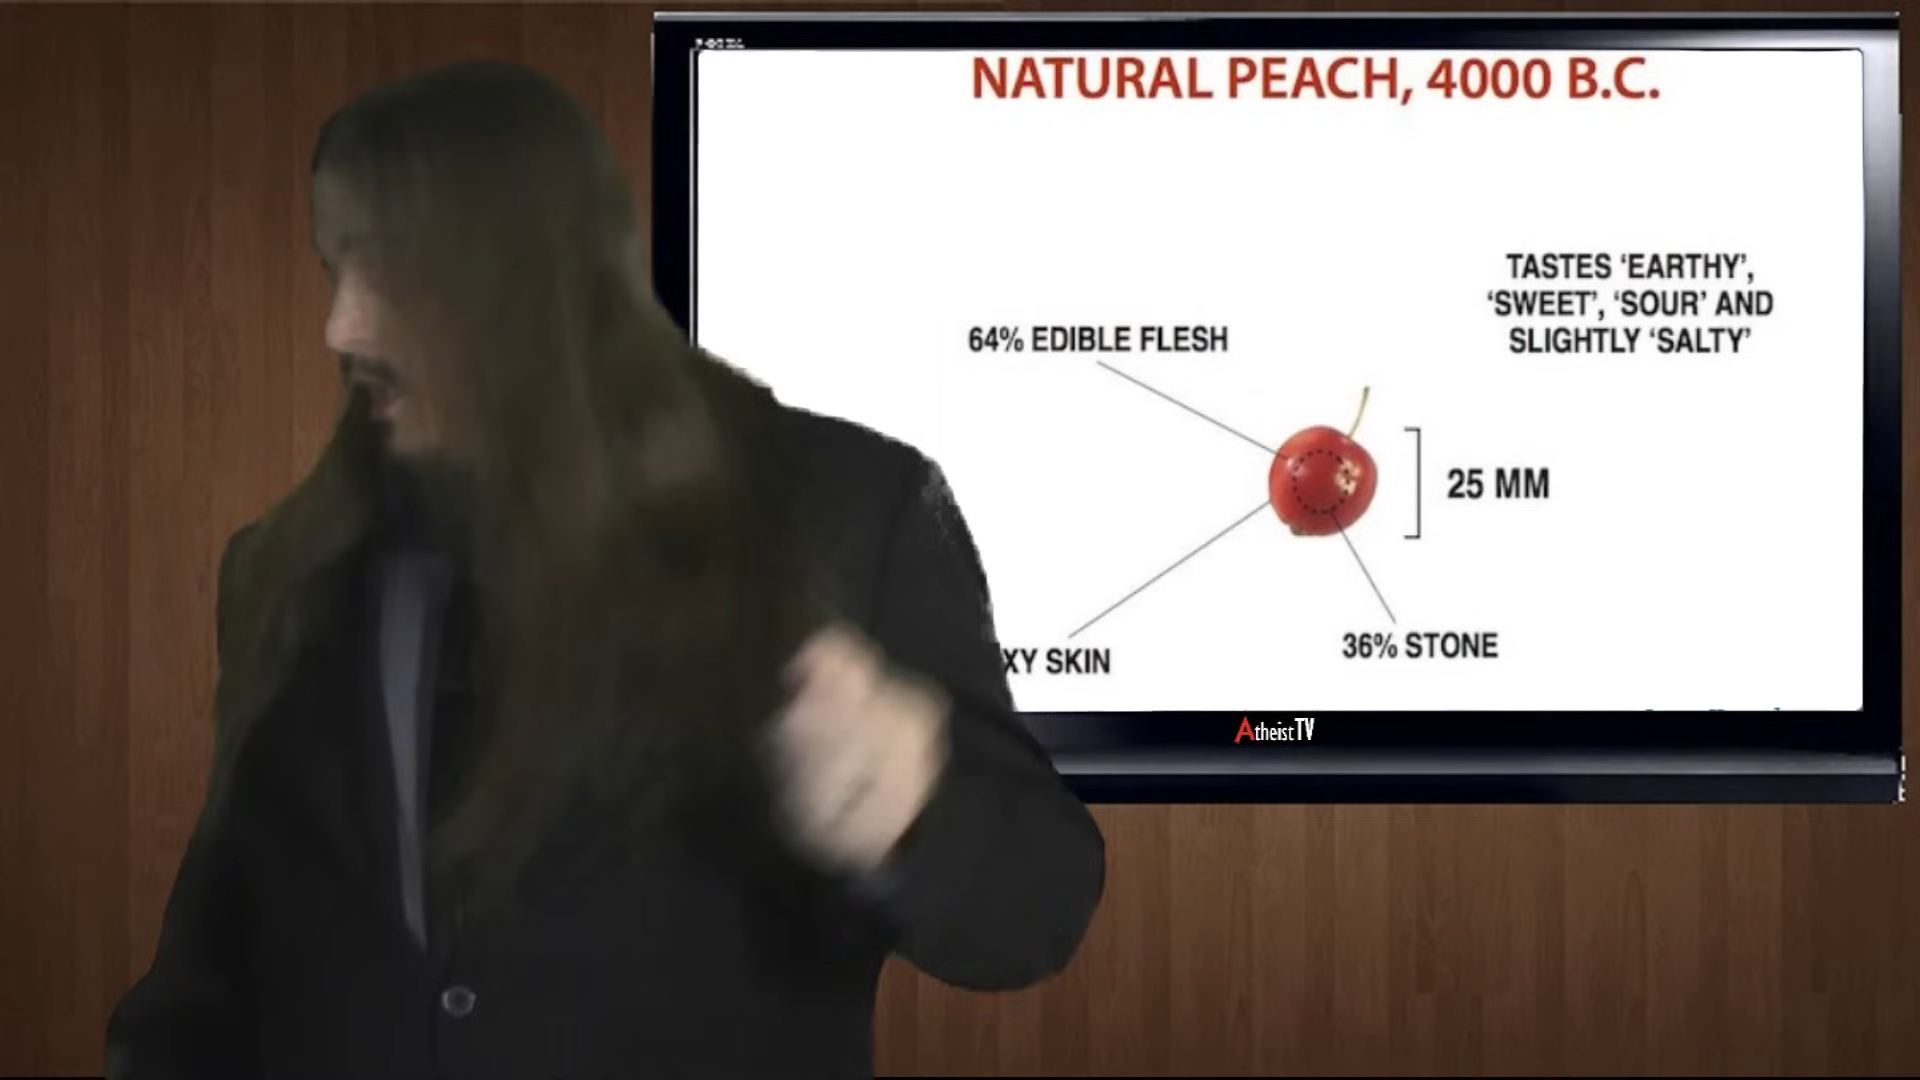 NATURAL PEACH, 4000 B.C.
TASTES ‘EARTHY’,
‘SWEET’, ‘SOUR’ AND
SLIGHTLY ‘SALTY’
64% EDIBLE FLESH
25 MM
XY SKIN
36% STONE
AtheistTV